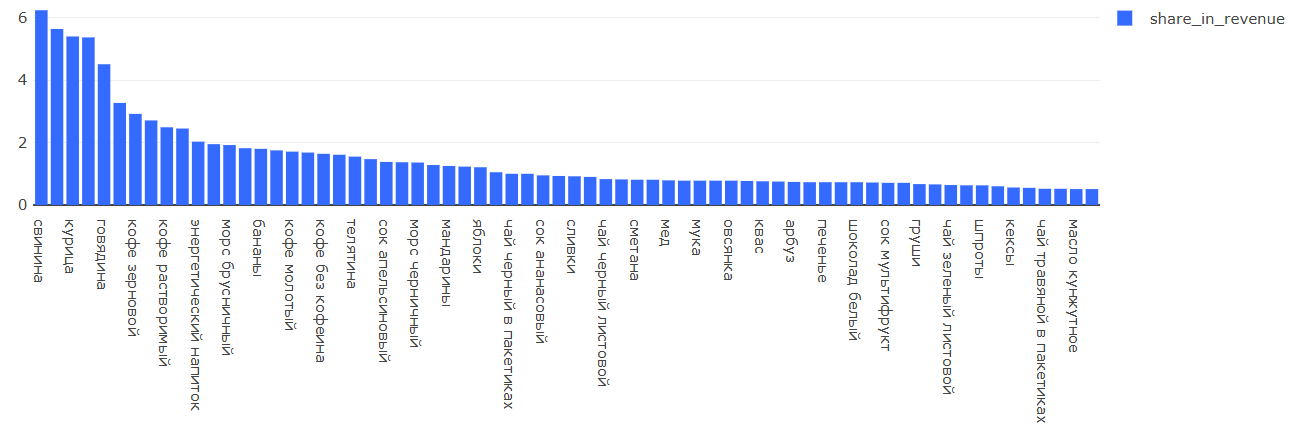 6
4
2
0
share_in_revenue
свинина
курица
говядина
кофе зерновой
кофе растворимый
энергетический напиток
морс брусничный
бананы
кофе молотый
кофе без кофеина
телятина
сок апельсиновый
морс черничный
мандарины
яблоки
чай черный в пакетиках
сок ананасовый
сливки
чай черный листовой
сметана
мед
мука
овсянка
квас
арбуз
печенье
шоколад белый
сок мультифрукт
груши
чай зеленый листовой
шпроты
кексы
чай травяной в пакетиках
масло кунжутное